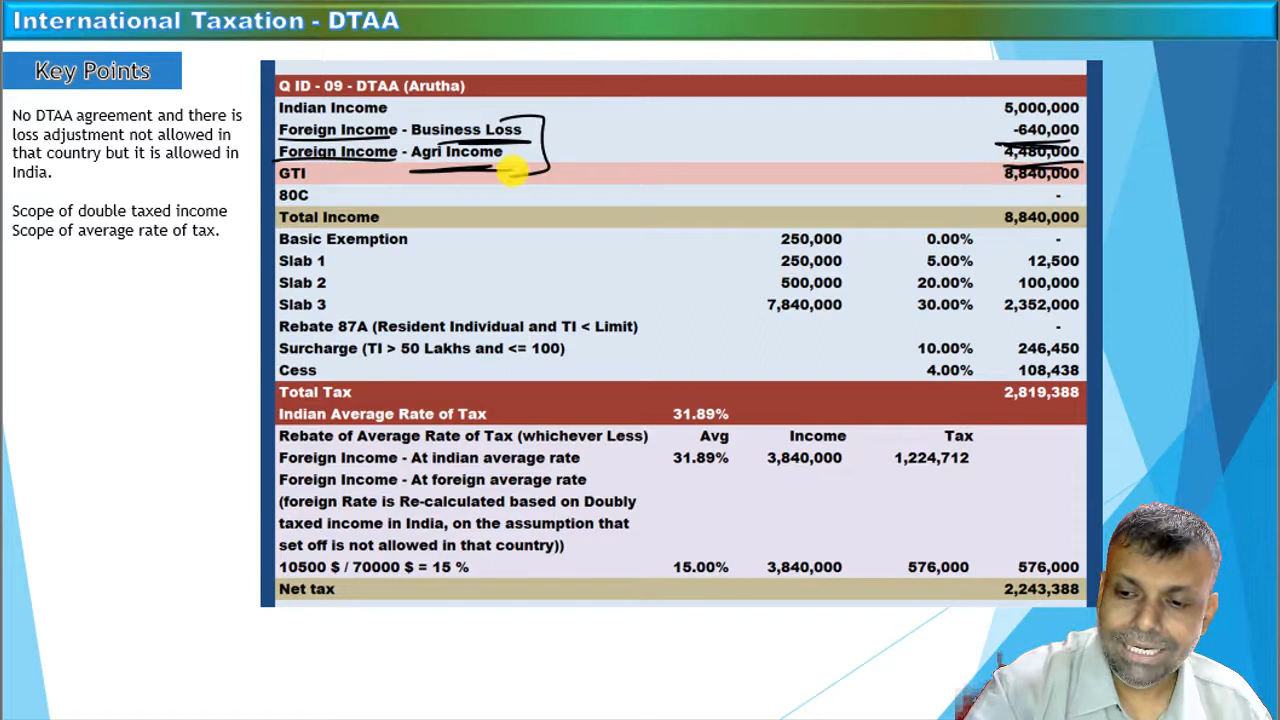 International Taxation - DTAA
Key Points
No DTAA agreement and there is
loss adjustment not allowed in
that country but it is allowed in
India.
Scope of double taxed income
Scope of average rate of tax.
Q ID - 09 - DTAA (Arutha)
Indian Income 5,000,000
Foreign Income - Business Loss -640,000
Foreign Income - Agri Income 4,480,000
GTI 8,840,000
80C -
Total Income 8,840,000
Basic Exemption 250,000 0.00% -
Slab 1 250,000 5.00% 12,500
Slab 2 500,000 20.00% 100,000
Slab 3 7,840,000 30.00% 2,352,000
Rebate 87A (Resident Individual and TI < Limit) -
Surcharge (TI > 50 Lakhs and <= 100) 10.00% 246,450
Cess 4.00% 108,438
Total Tax 2,819,388
Indian Average Rate of Tax 31.89%
Rebate of Average Rate of Tax (whichever Less) Avg Income Tax
Foreign Income - At indian average rate 31.89% 3,840,000 1,224,712
Foreign Income - At foreign average rate
(foreign Rate is Re-calculated based on Doubly
taxed income in India, on the assumption that
set off is not allowed in that country))
10500 $ / 70000 $ = 15 % 15.00% 3,840,000 576,000 576,000
Net tax 2,243,388